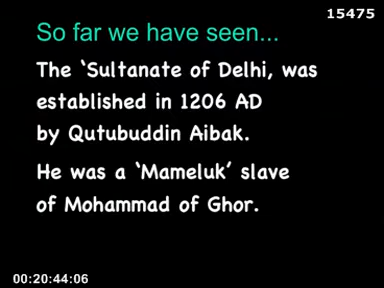 15475
So far we have seen...
The ‘Sultanate of Delhi, was
established in 1206 AD
by Qutubuddin Aibak.
He was a ‘Mameluk’ slave
of Mohammad of Ghor.
00:20:44:06